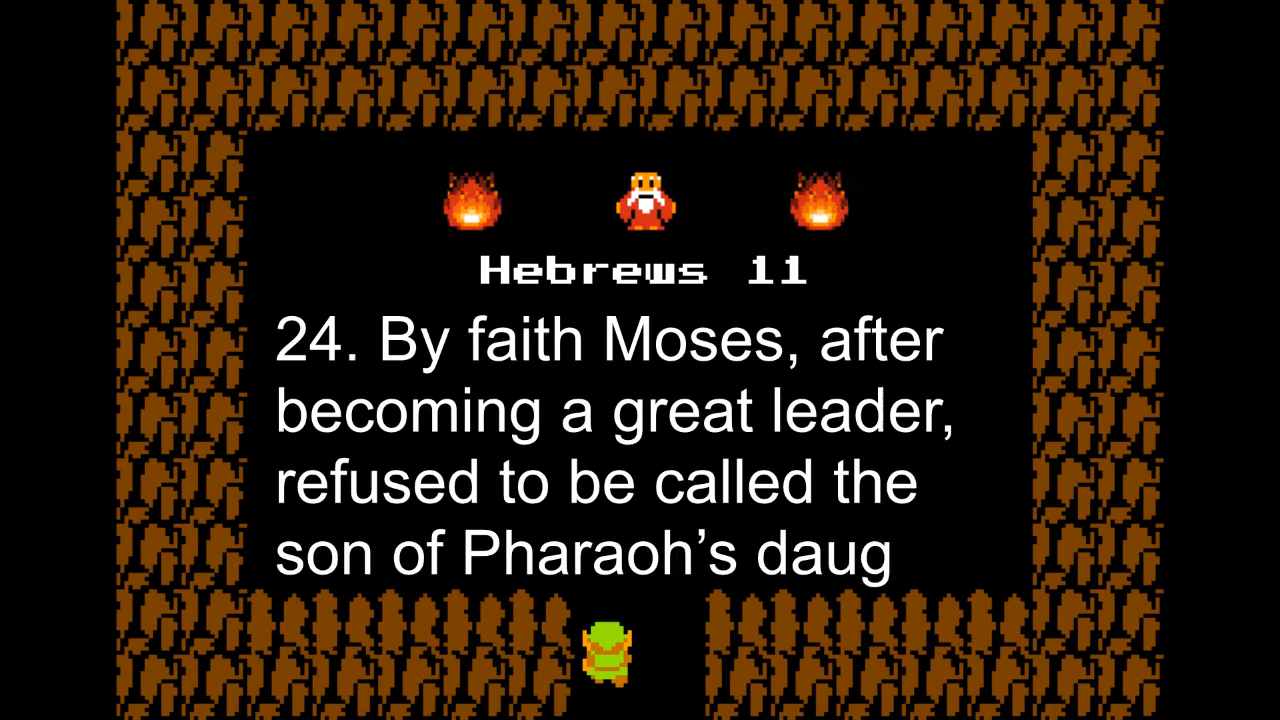 Hebrews 11
24. By faith Moses, after
becoming a great leader,
refused to be called the
son of Pharaoh’s daug